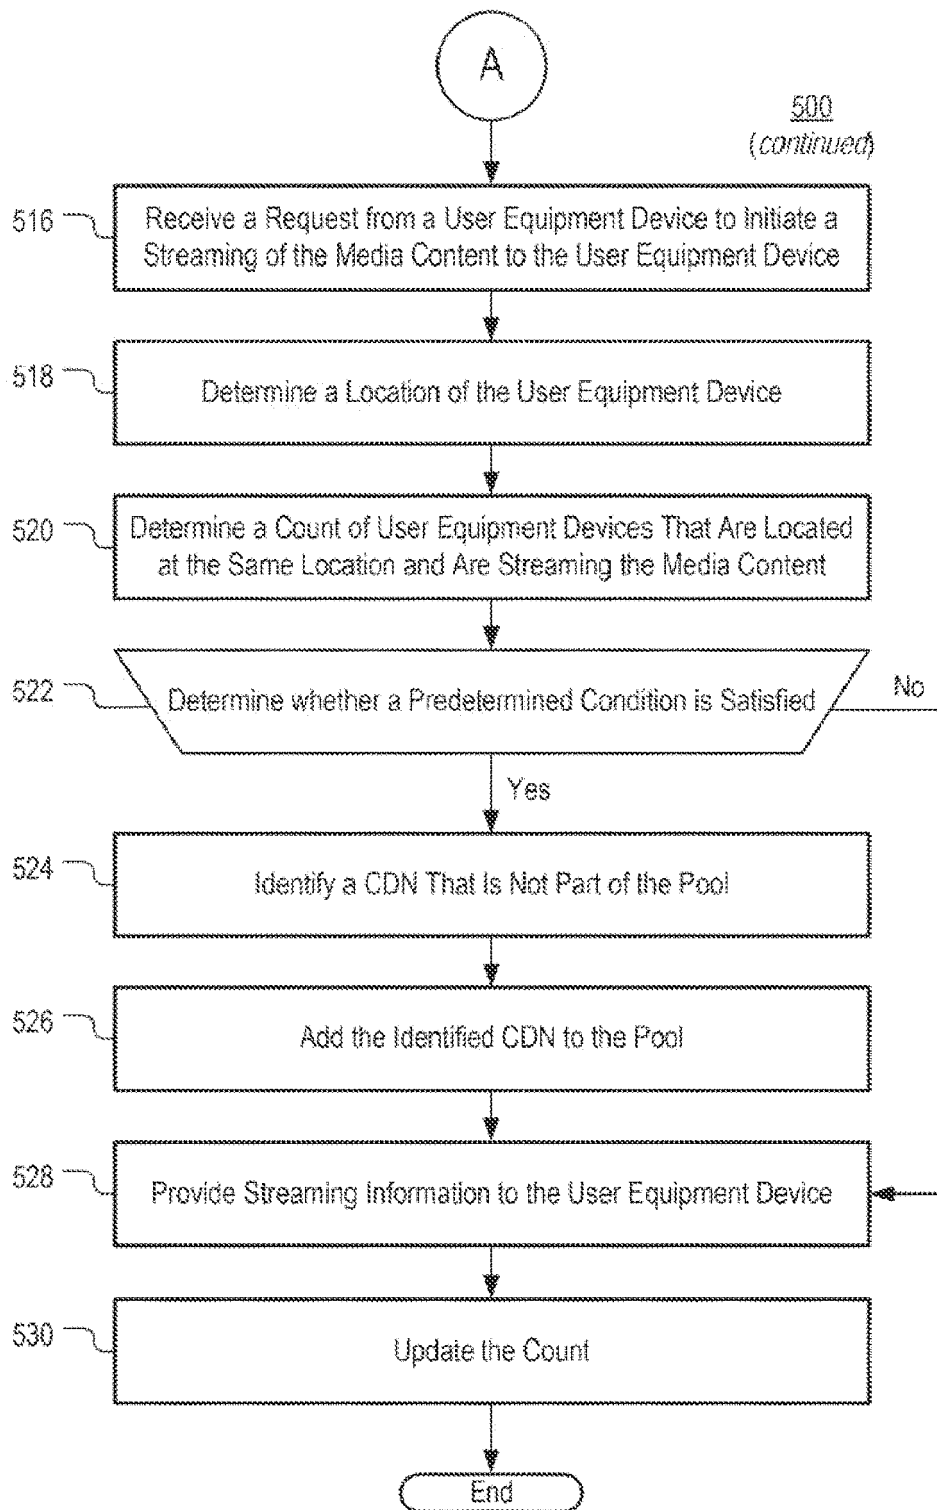 A
500
(continued)
516
Receive a Request from a User Equipment Device to Initiate a
Streaming of the Media Content to the User Equipment Device
518
Determine a Location of the User Equipment Device
520
Determine a Count of User Equipment Devices That Are Located
at the Same Location and Are Streaming the Media Content
522
Determine whether a Predetermined Condition is Satisfied
No
Yes
524
Identify a CDN That Is Not Part of the Pool
526
Add the Identified CDN to the Pool
528
Provide Streaming Information to the User Equipment Device
530
Update the Count
End